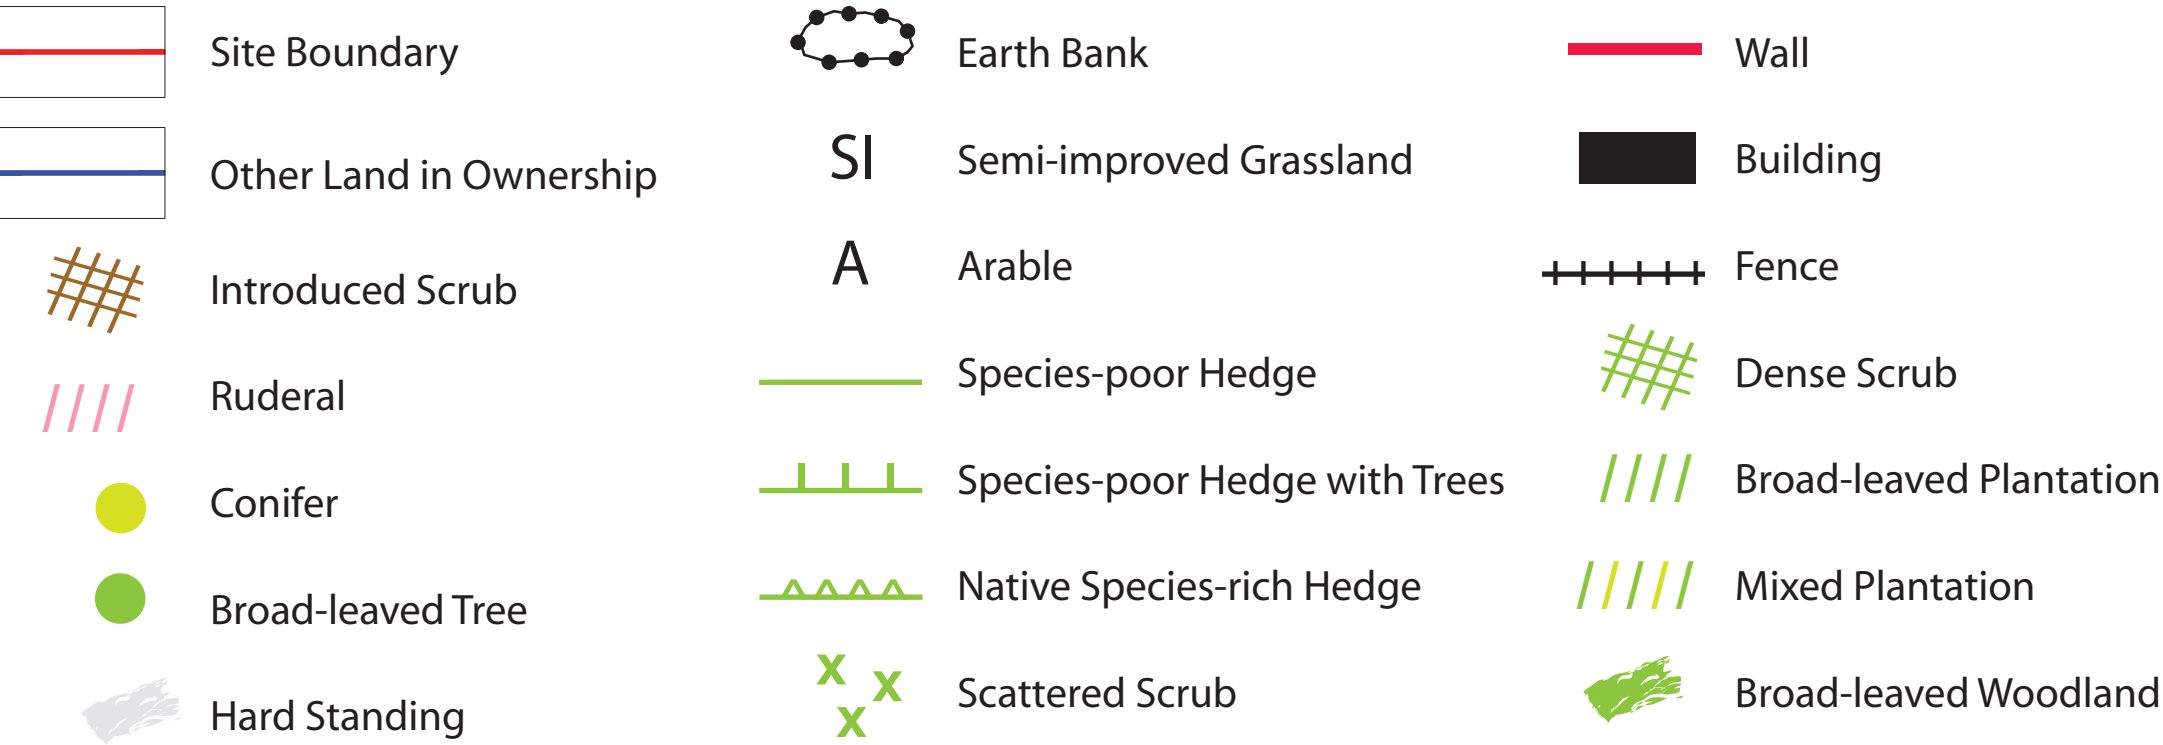 Site Boundary
Other Land in Ownership
Introduced Scrub
Ruderal
Conifer
Broad-leaved Tree
Hard Standing
Earth Bank
SI Semi-improved Grassland
A Arable
Species-poor Hedge
Species-poor Hedge with Trees
Native Species-rich Hedge
x x x Scattered Scrub
Wall
Building
Fence
Dense Scrub
Broad-leaved Plantation
Mixed Plantation
Broad-leaved Woodland